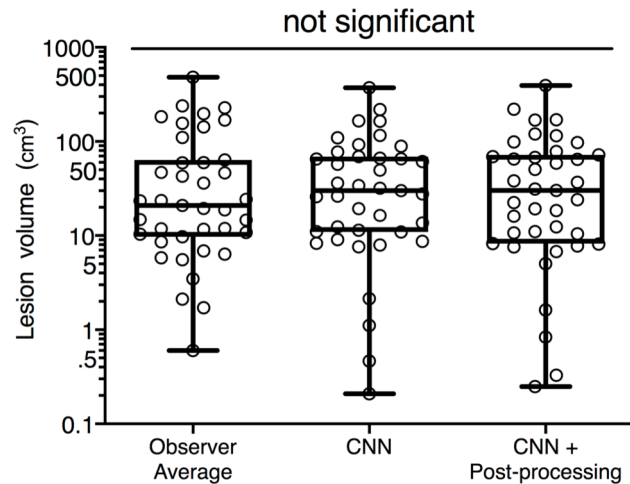 not significant
Lesion volume (cm³)
1000
500
100
50
10
5
1
.5
0.1
Observer
Average
CNN
CNN +
Post-processing